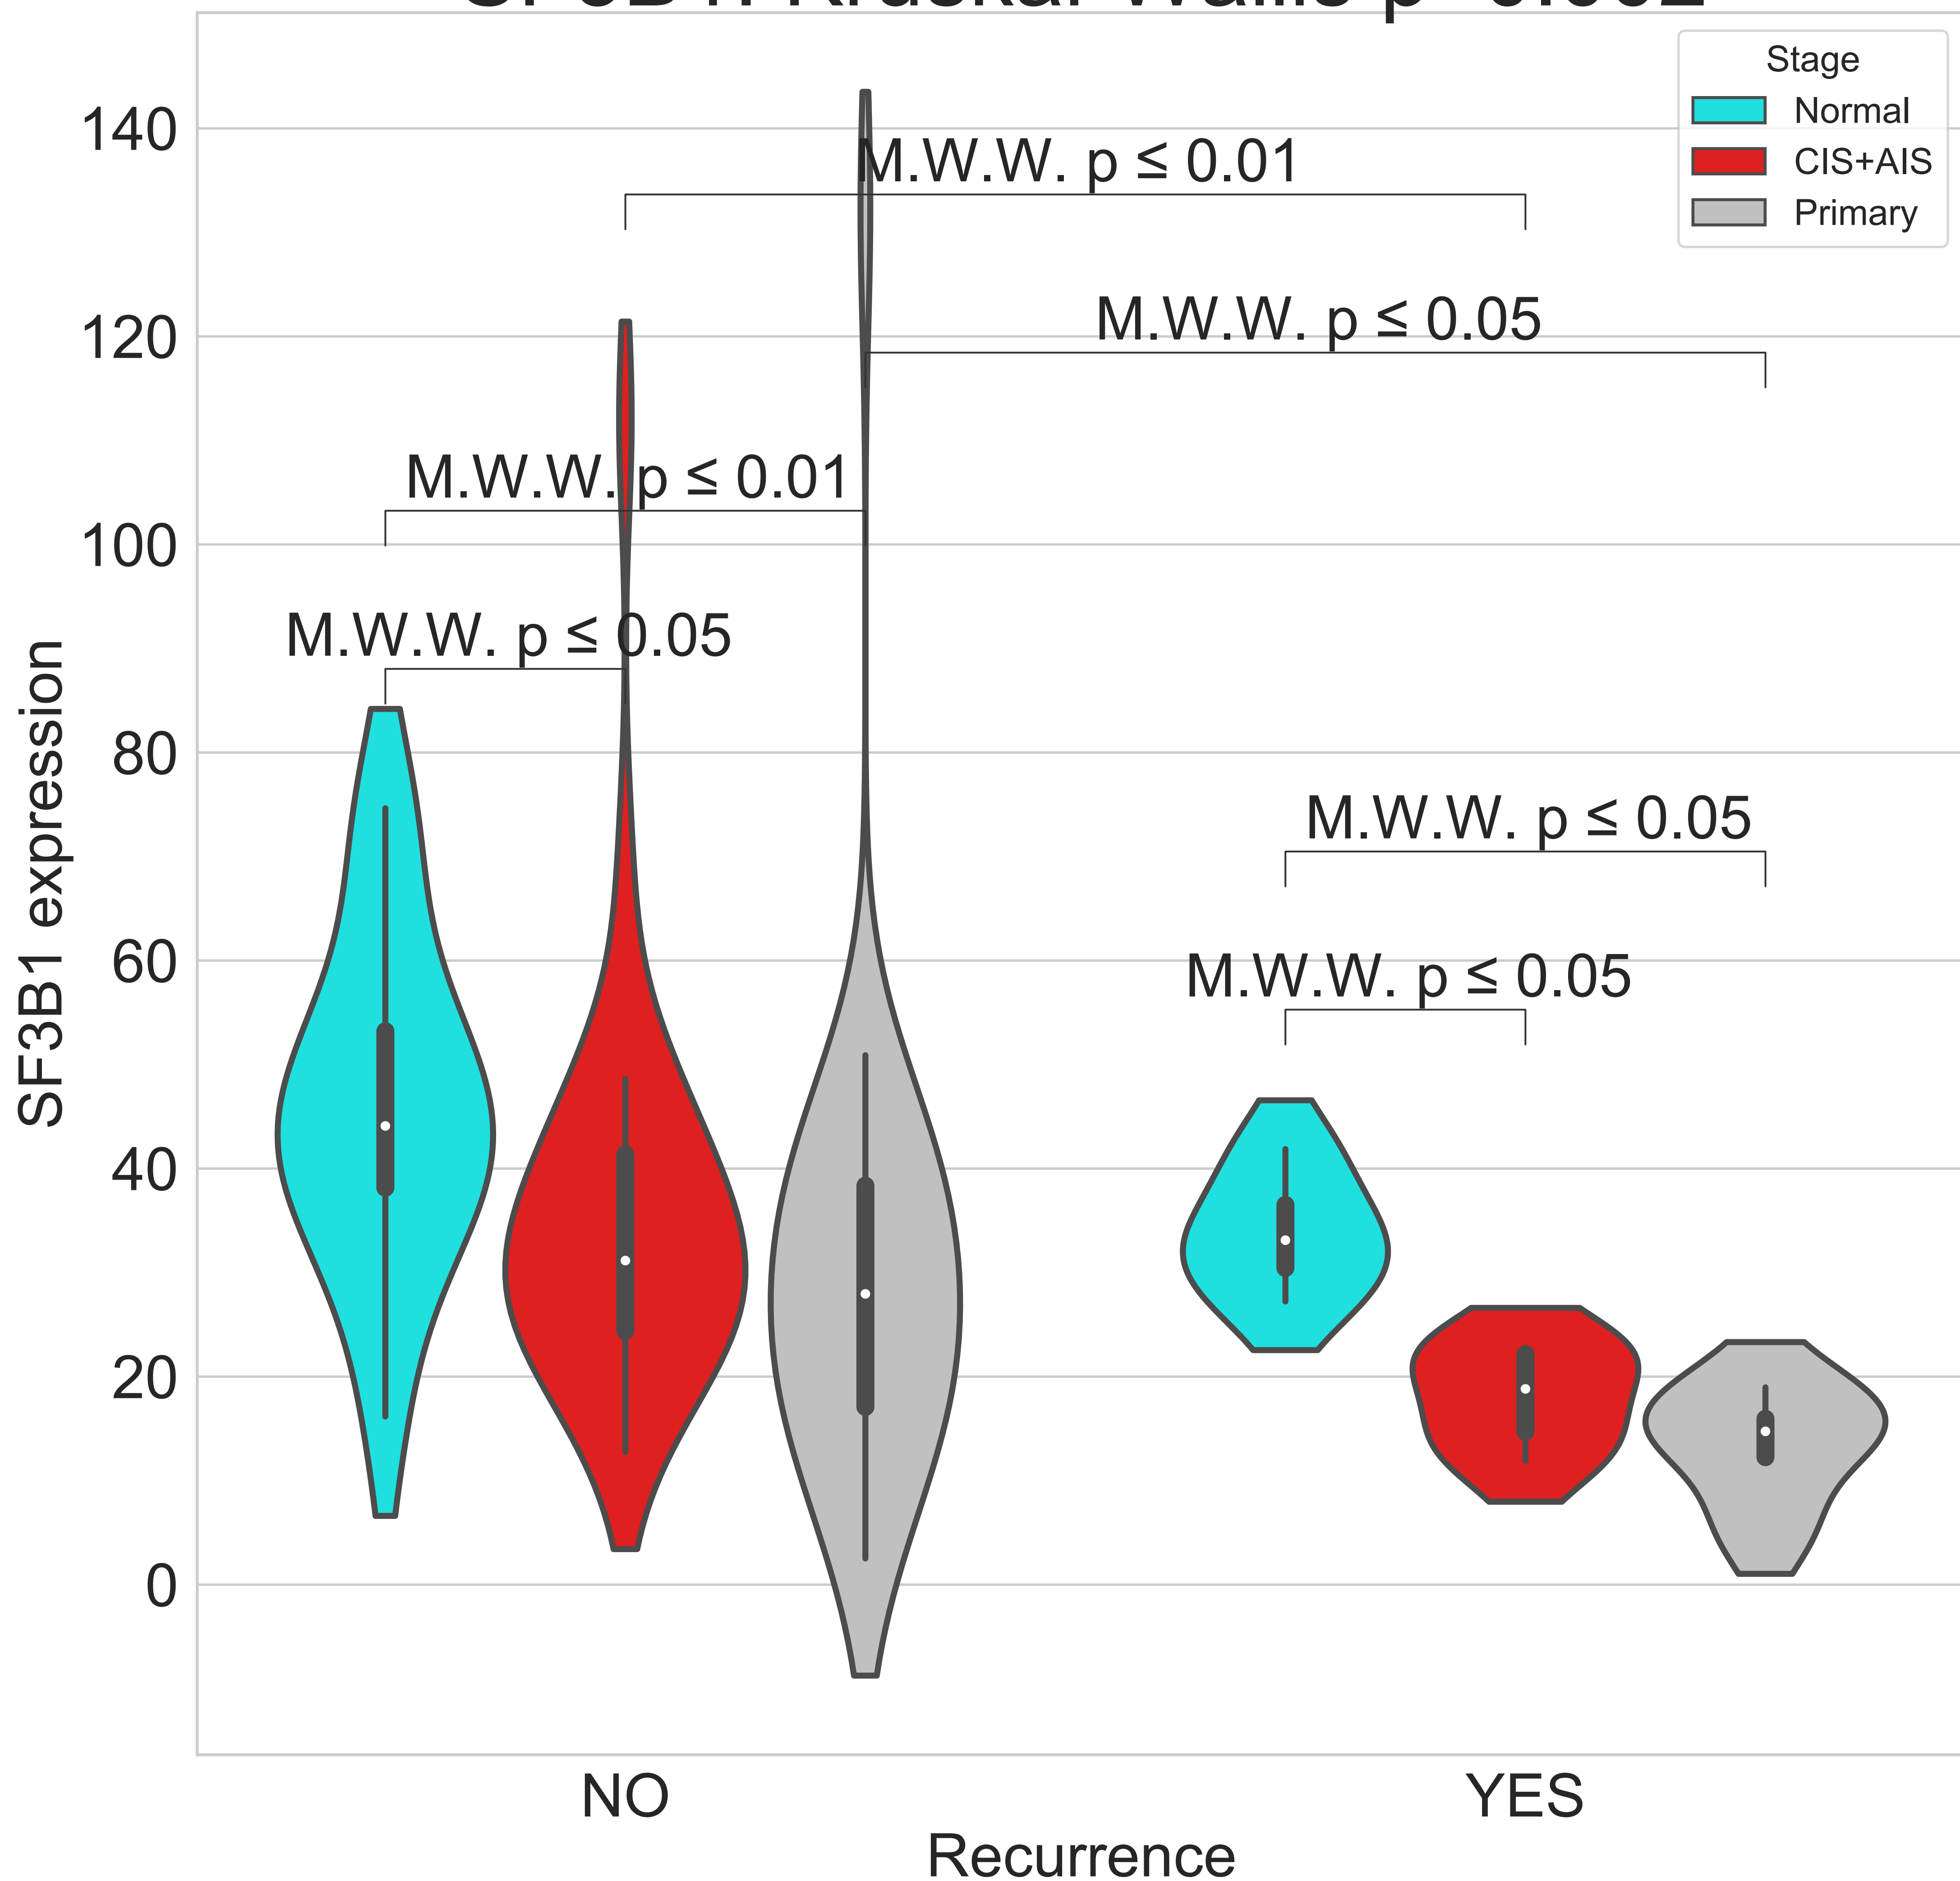 Stage
Normal
CIS+AIS
Primary
140
120
100
80
60
40
20
0
SF3B1 expression
M.W.W. p ≤ 0.01
M.W.W. p ≤ 0.05
M.W.W. p ≤ 0.01
M.W.W. p ≤ 0.05
M.W.W. p ≤ 0.05
M.W.W. p ≤ 0.05
NO
YES
Recurrence